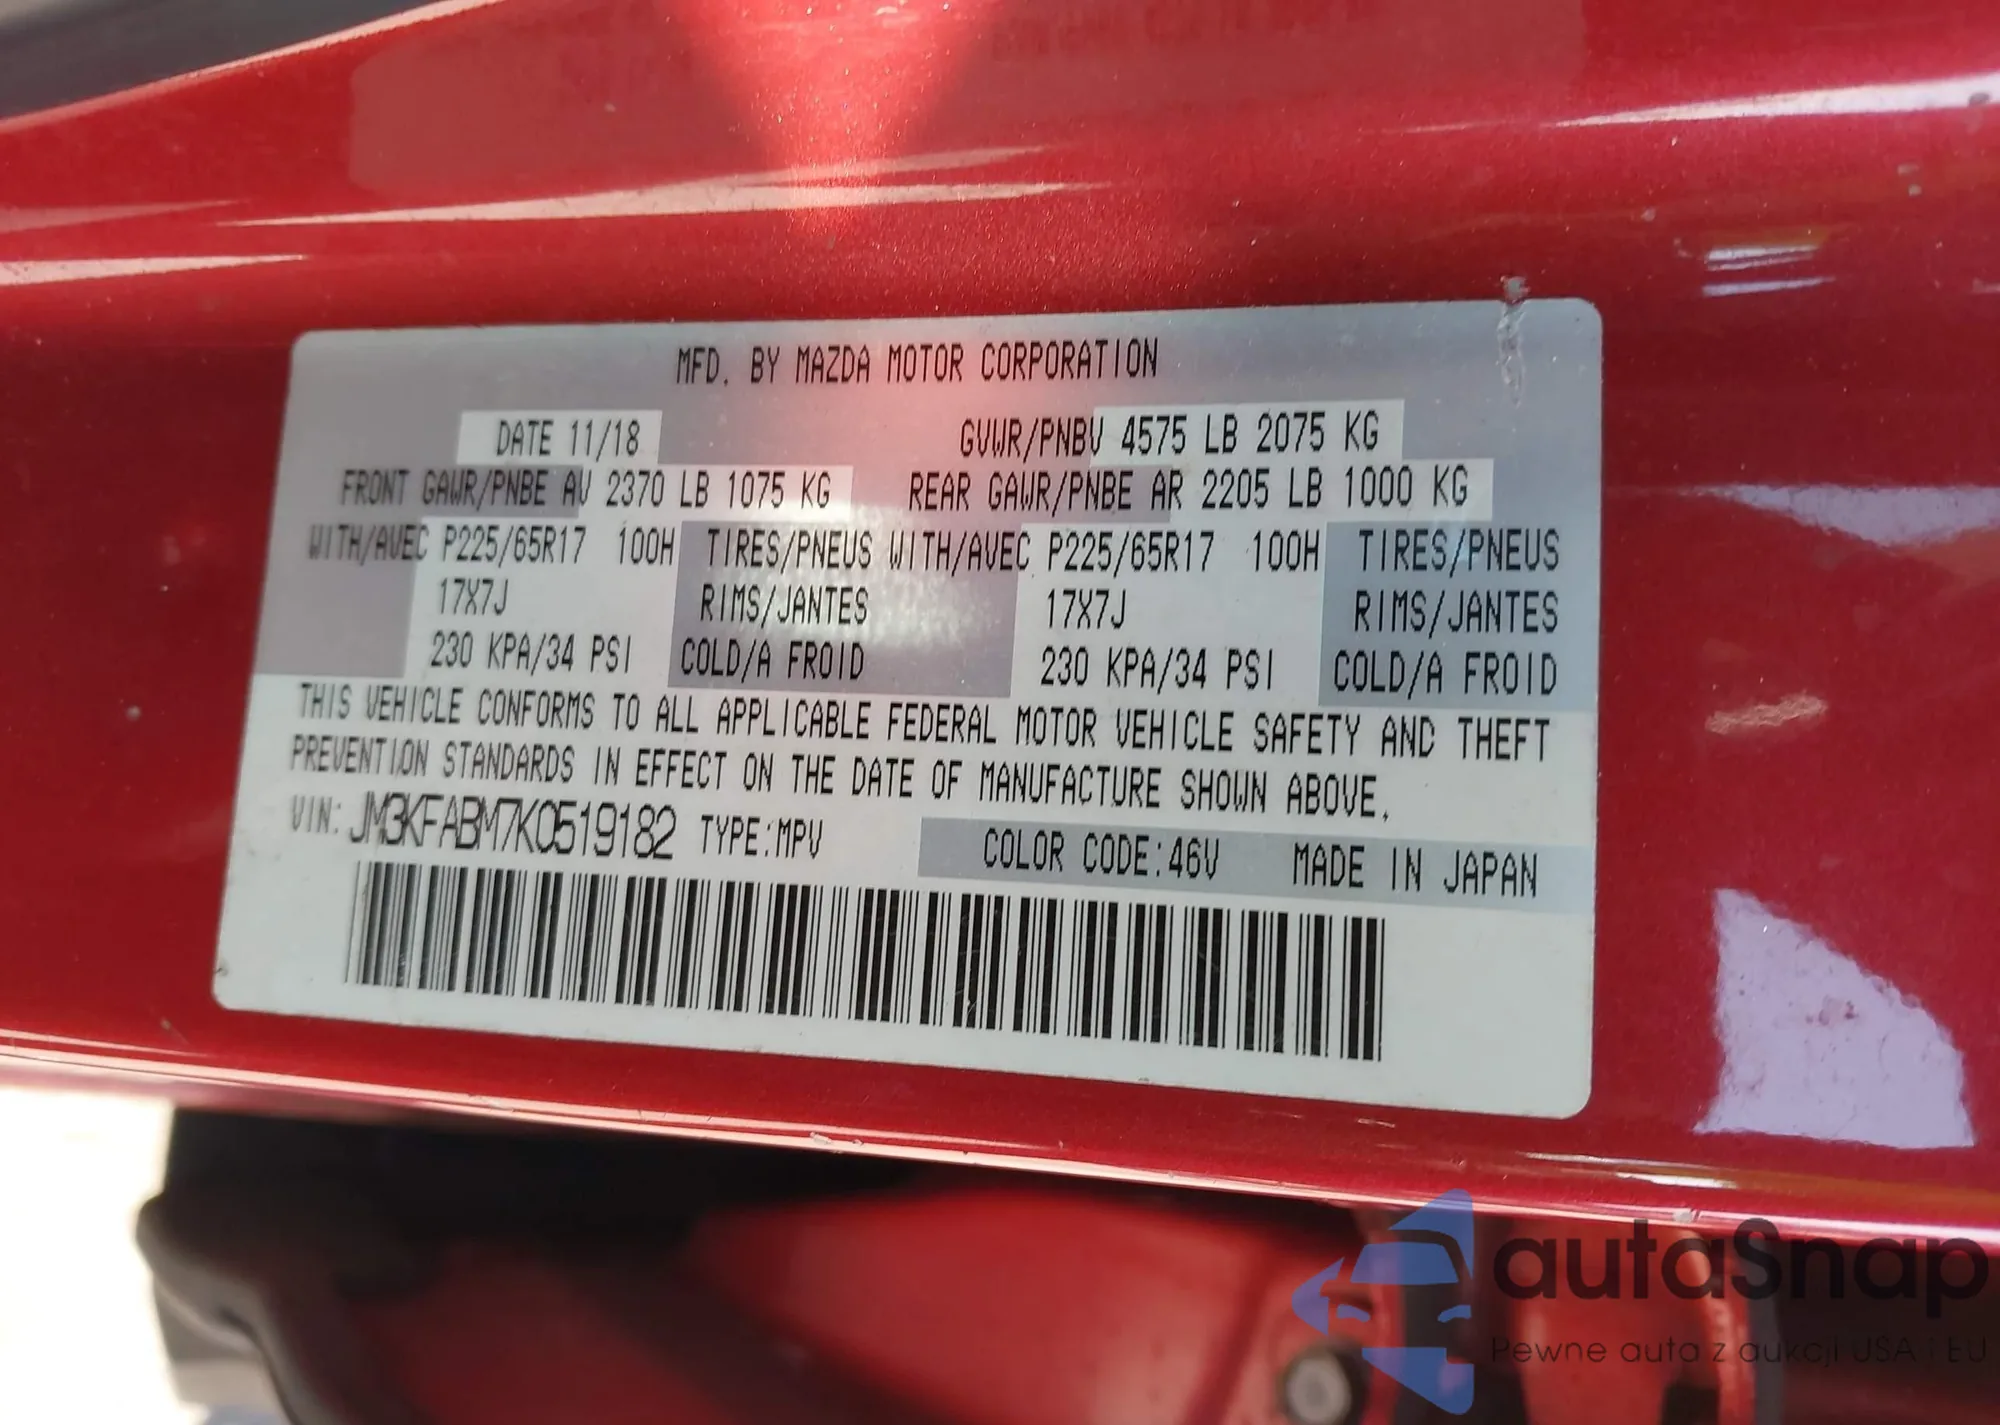 MFD. BY MAZDA MOTOR CORPORATION
DATE 11/18 GVWR/PNBV 4575 LB 2075 KG
FRONT GAWR/PNBE AV 2370 LB 1075 KG REAR GAWR/PNBE AR 2205 LB 1000 KG
WITH/AVEC P225/65R17 100H TIRES/PNEUS WITH/AVEC P225/65R17 100H TIRES/PNEUS
17X7J RIMS/JANTES 17X7J RIMS/JANTES
230 KPA/34 PSI COLD/A FROID 230 KPA/34 PSI COLD/A FROID
THIS VEHICLE CONFORMS TO ALL APPLICABLE FEDERAL MOTOR VEHICLE SAFETY AND THEFT
PREVENTION STANDARDS IN EFFECT ON THE DATE OF MANUFACTURE SHOWN ABOVE.
VIN: JM3KFABM7K0519182 TYPE:MPV COLOR CODE:46V MADE IN JAPAN
autaSnap
Pewne auta z aukcji USA i EU